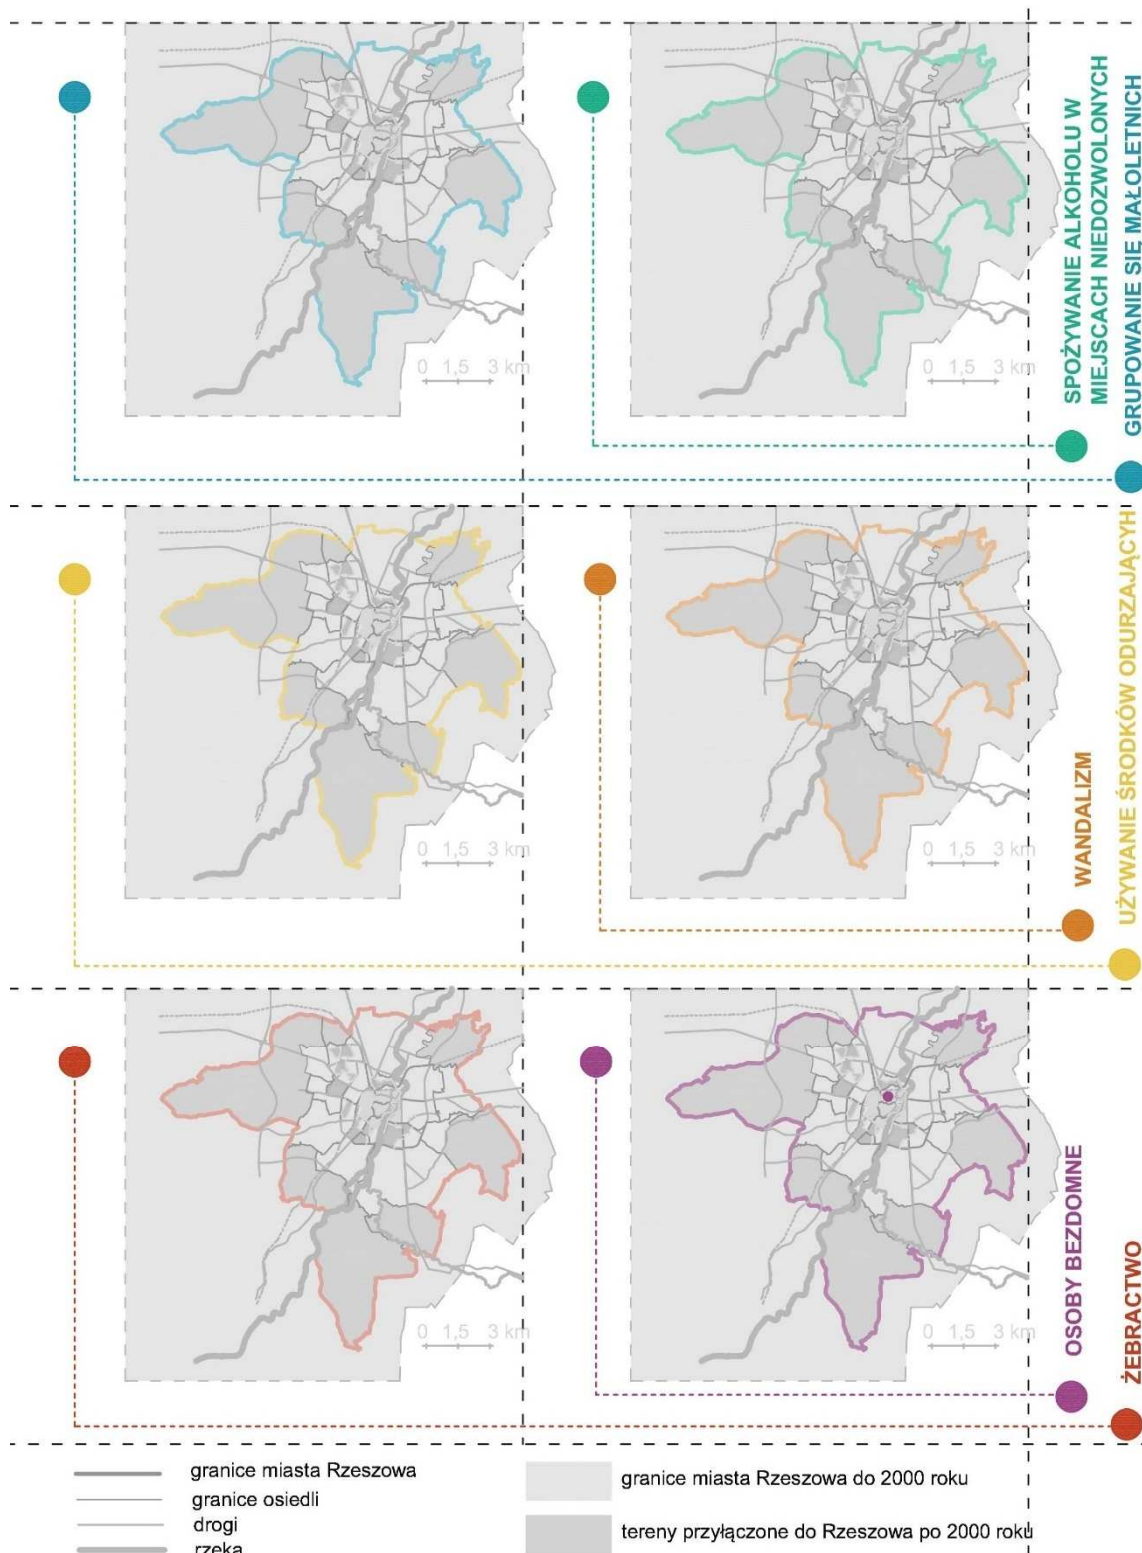 SPOŻYWANIE ALKOHOLU W
MIEJSCACH NIEDOZWOLONYCH
GRUPOWANIE SIE MAŁOLETNICH
0 1,5 3 km
0 1,5 3 km
WANDALIZM
UŻYWANIE ŚRODKÓW ODURZAJĄCYH
0 1,5 3 km
0 1,5 3 km
OSOBY BEZDOMNE
ŻEBRACTWO
0 1,5 3 km
0 1,5 3 km
granice miasta Rzeszowa
granice osiedli
drogi
rzeka
granice miasta Rzeszowa do 2000 roku
tereny przyłączone do Rzeszowa po 2000 roku